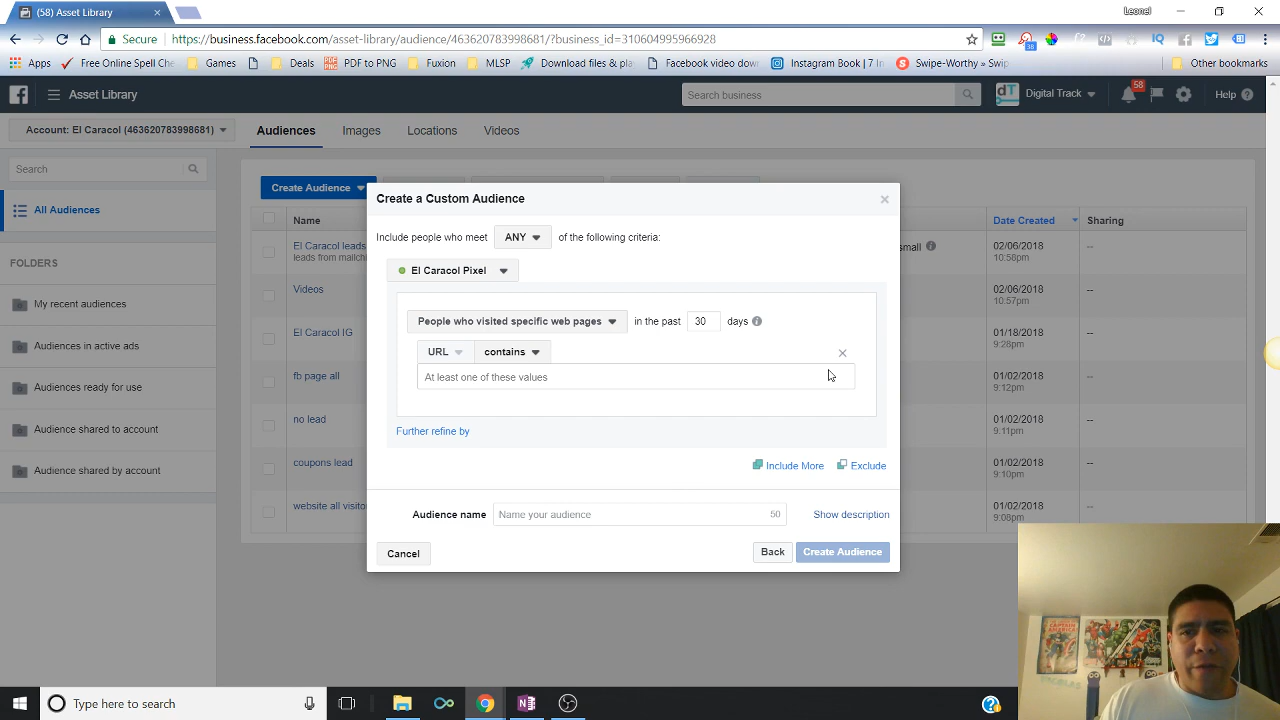 (58) Asset Library
Leonel
Secure
https://business.facebook.com/asset-library/audience/463620783998681/?business_id=310604995966928
Apps
Free Online Spell Che
Games
Deals
PDF to PNG
Fuxion
MLSP
Download files & pla
Facebook Leo down
Instagram Book | 7 In
Swipe-Worthy » Swip
Other bookmarks
Asset Library
Search business
Digital Track
58
Help
Account: El Caracol (463620783998681)
Audiences
Images
Locations
Videos
Search
All Audiences
FOLDERS
My recent audiences
Audiences in active ads
Audiences ready for use
Audience shared to account
Audience shared by account
Create Audience
Name
Date Created
Sharing
El Caracol leads
leads from mailchi
small
02/06/2018
10:58pm
--
Videos
02/06/2018
10:57pm
--
El Caracol IG
01/18/2018
9:28pm
--
fb page all
01/02/2018
9:12pm
--
no lead
01/02/2018
9:11pm
--
coupons lead
01/02/2018
9:10pm
--
website all visito
01/02/2018
9:08pm
--
Create a Custom Audience
Include people who meet ANY of the following criteria:
El Caracol Pixel
People who visited specific web pages in the past 30 days
URL contains
At least one of these values
Further refine by
Include More
Exclude
Audience name
Name your audience
50
Show description
Cancel
Back
Create Audience
CAPTAIN AMERICA
Type here to search